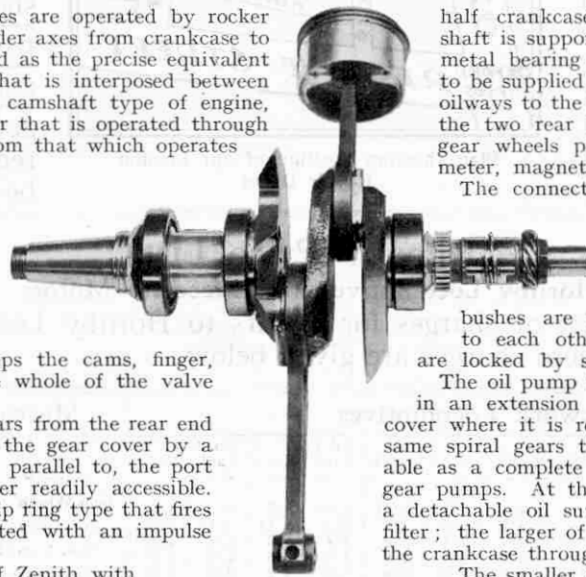 es are operated by rocker
der axes from crankcase to
d as the precise equivalent
hat is interposed between
camshaft type of engine,
r that is operated through
om that which operates
ps the cams, finger,
whole of the valve
ars from the rear end
the gear cover by a
parallel to, the port
er readily accessible.
ip ring type that fires
ted with an impulse
f Zenith with
half crankcase
shaft is suppor
metal bearing
to be supplied
oilways to the
the two rear
gear wheels p
meter, magnet
The connect
bushes are
to each oth
are locked by s
The oil pump
in an extension
cover where it is r
same spiral gears t
able as a complete
gear pumps. At th
a detachable oil su
filter; the larger of
the crankcase throug
The smaller